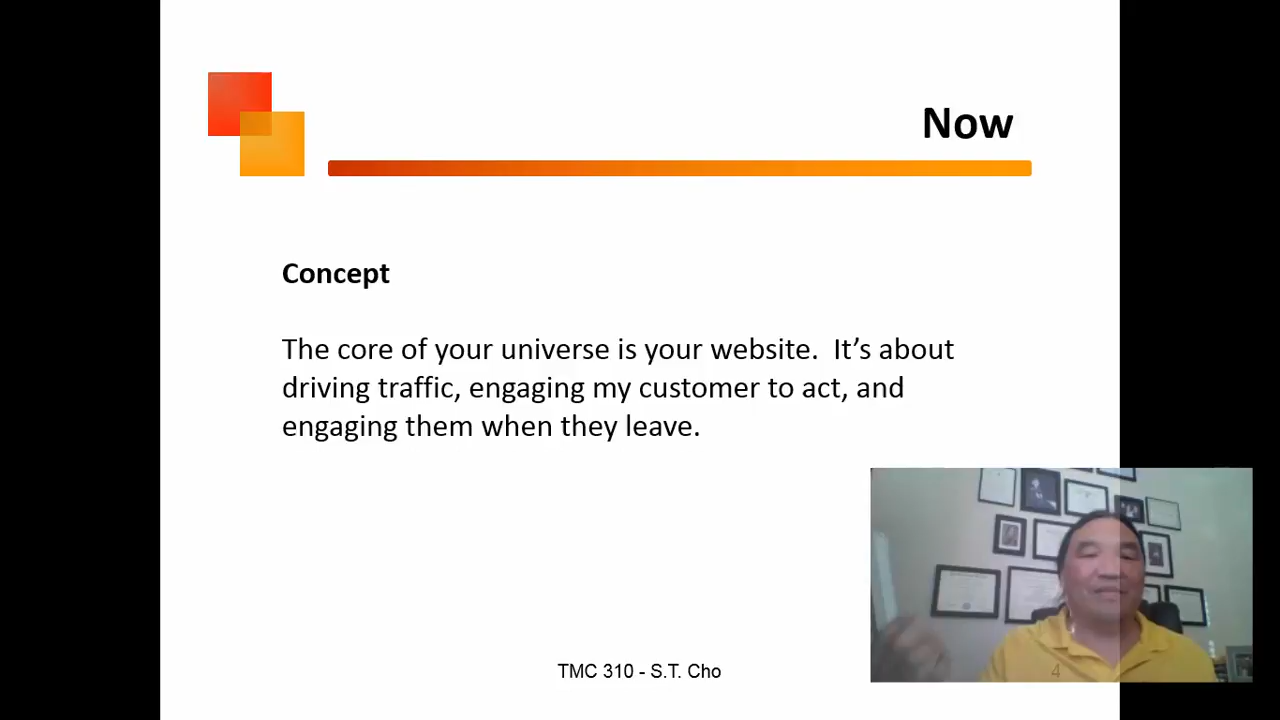 Now
Concept
The core of your universe is your website.  It’s about
driving traffic, engaging my customer to act, and
engaging them when they leave.
TMC 310 - S.T. Cho
4